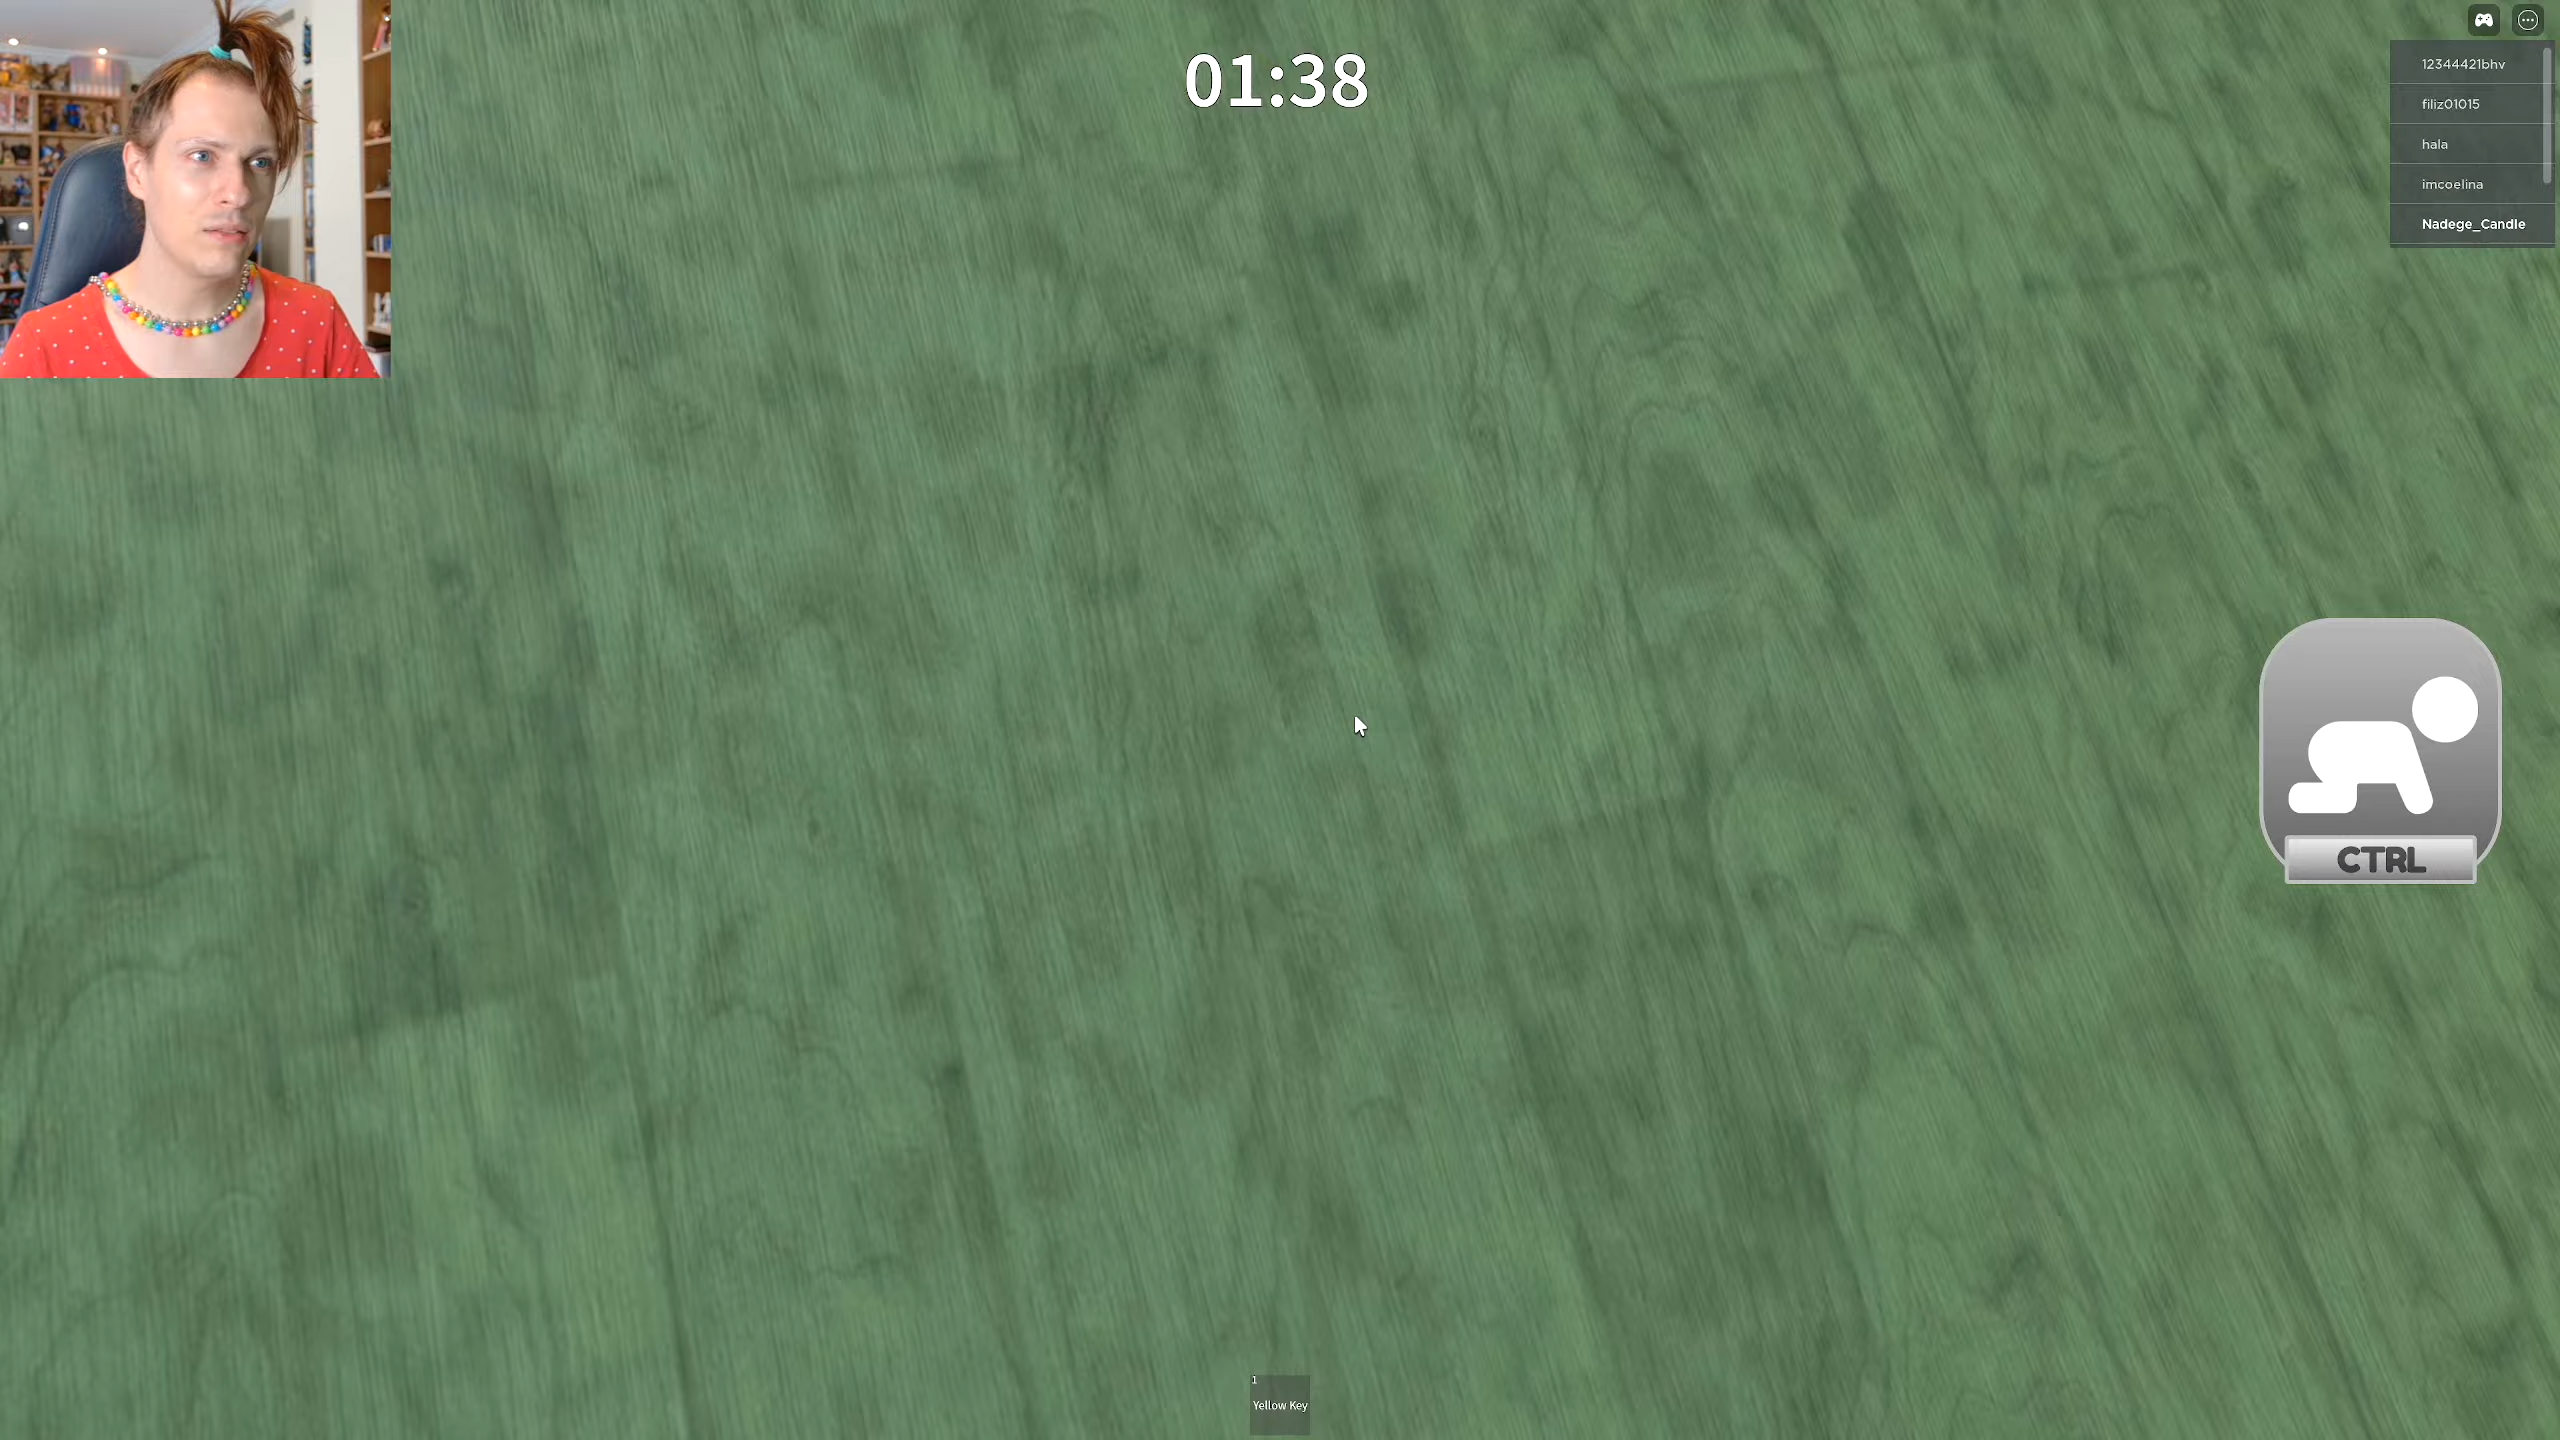 01:38
12344421bhv
filiz01015
hala
imcoelina
Nadege_Candle
CTRL
1
Yellow Key